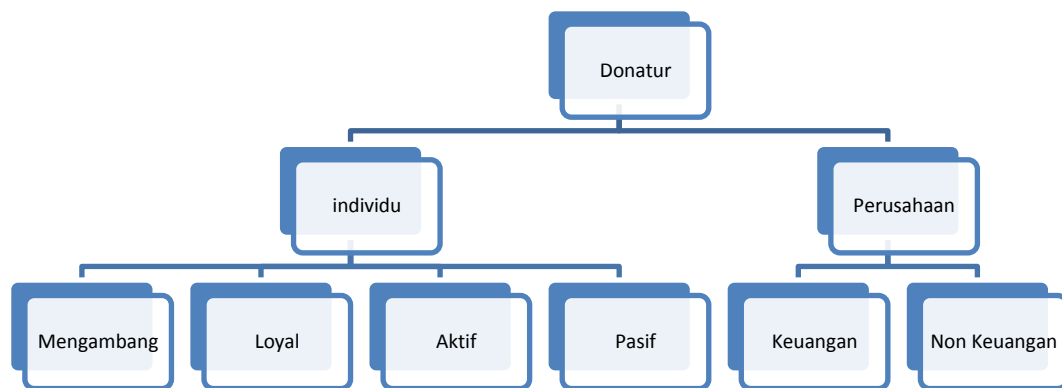 Donatur
individu
Perusahaan
Mengambang
Loyal
Aktif
Pasif
Keuangan
Non Keuangan